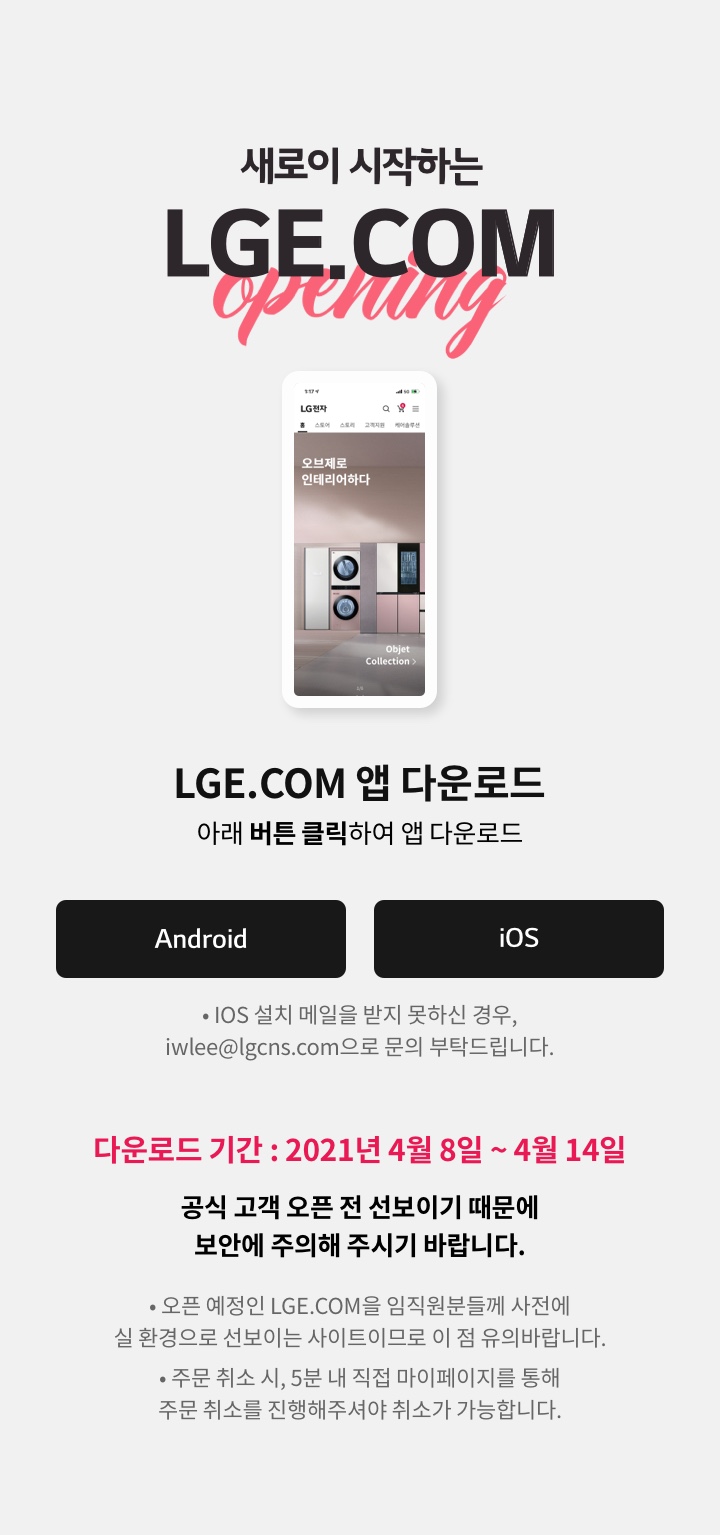 새로이 시작하는
LGE.COM
opening
1:17
5G
LG전자
홈 스토어 스토리 고객지원 케어솔루션
오브제로
인테리어하다
Objet
Collection >
LGE.COM 앱 다운로드
아래 버튼 클릭하여 앱 다운로드
Android
iOS
• IOS 설치 메일을 받지 못하신 경우,
iwlee@lgcns.com으로 문의 부탁드립니다.
다운로드 기간 : 2021년 4월 8일 ~ 4월 14일
공식 고객 오픈 전 선보이기 때문에
보안에 주의해 주시기 바랍니다.
• 오픈 예정인 LGE.COM을 임직원분들께 사전에
실 환경으로 선보이는 사이트이므로 이 점 유의바랍니다.
• 주문 취소 시, 5분 내 직접 마이페이지를 통해
주문 취소를 진행해주셔야 취소가 가능합니다.